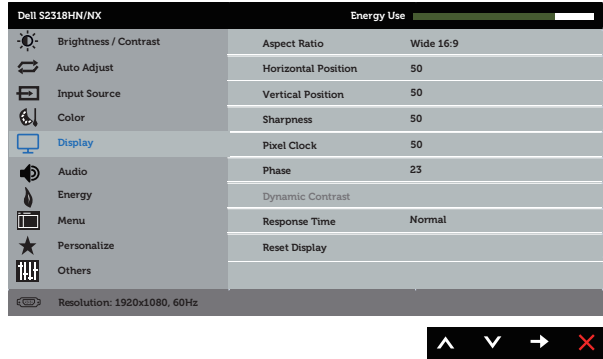 Dell S2318HN/NX Energy Use
Brightness / Contrast
Auto Adjust
Input Source
Color
Display
Audio
Energy
Menu
Personalize
Others
Aspect Ratio Wide 16:9
Horizontal Position 50
Vertical Position 50
Sharpness 50
Pixel Clock 50
Phase 23
Dynamic Contrast
Response Time Normal
Reset Display
Resolution: 1920x1080, 60Hz